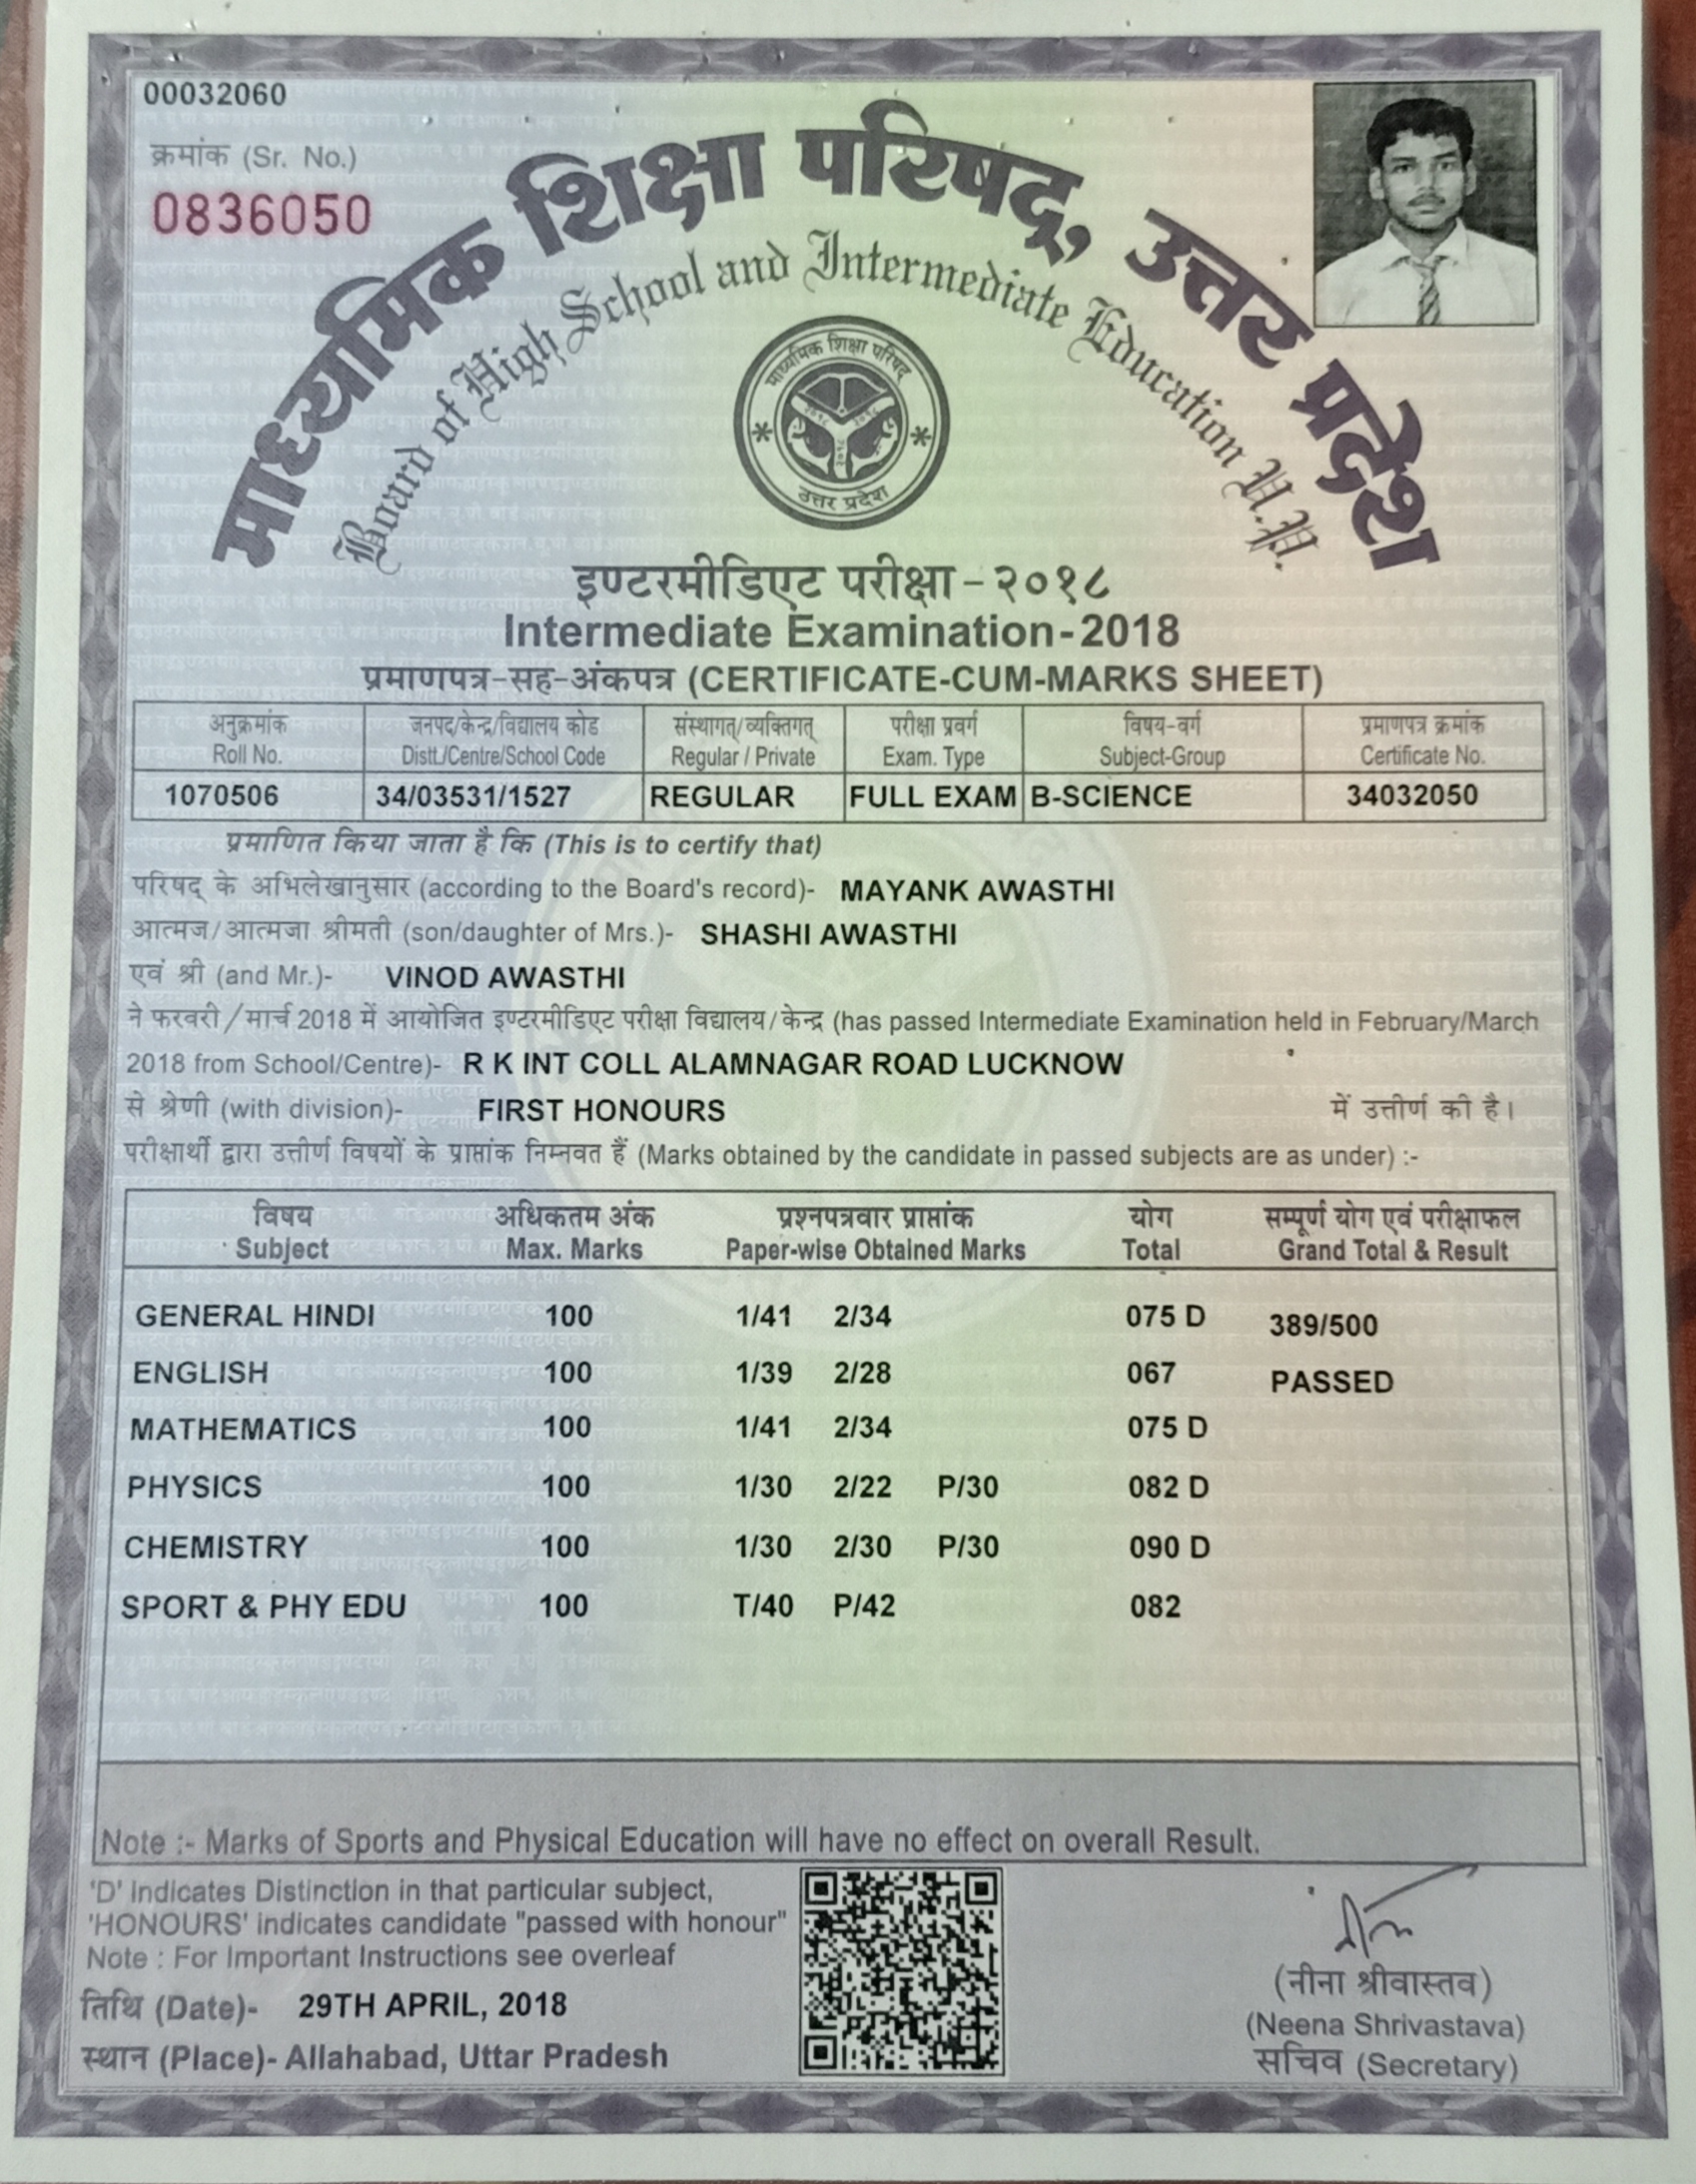 00032060
क्रमांक (Sr. No.)
0836050
माध्यमिक शिक्षा परिषद्, उत्तर प्रदेश
Board of High School and Intermediate Education U.P.
माध्यमिक शिक्षा परिषद्
उत्तर प्रदेश
इण्टरमीडिएट परीक्षा - २०१८
Intermediate Examination-2018
प्रमाणपत्र-सह-अंकपत्र (CERTIFICATE-CUM-MARKS SHEET)
अनुक्रमांक जनपद/केन्द्र/विद्यालय कोड संस्थागत्/व्यक्तिगत् परीक्षा प्रवर्ग विषय-वर्ग प्रमाणपत्र क्रमांक
Roll No. Distt./Centre/School Code Regular / Private Exam. Type Subject-Group Certificate No.
1070506 34/03531/1527 REGULAR FULL EXAM B-SCIENCE 34032050
प्रमाणित किया जाता है कि (This is to certify that)
परिषद् के अभिलेखानुसार (according to the Board's record)- MAYANK AWASTHI
आत्मज/आत्मजा श्रीमती (son/daughter of Mrs.)- SHASHI AWASTHI
एवं श्री (and Mr.)- VINOD AWASTHI
ने फरवरी/मार्च 2018 में आयोजित इण्टरमीडिएट परीक्षा विद्यालय/केन्द्र (has passed Intermediate Examination held in February/March
2018 from School/Centre)- R K INT COLL ALAMNAGAR ROAD LUCKNOW
से श्रेणी (with division)- FIRST HONOURS में उत्तीर्ण की है।
परीक्षार्थी द्वारा उत्तीर्ण विषयों के प्राप्तांक निम्नवत हैं (Marks obtained by the candidate in passed subjects are as under) :-
विषय अधिकतम अंक प्रश्नपत्रवार प्राप्तांक योग सम्पूर्ण योग एवं परीक्षाफल
Subject Max. Marks Paper-wise Obtained Marks Total Grand Total & Result
GENERAL HINDI 100 1/41 2/34 075 D 389/500
ENGLISH 100 1/39 2/28 067 PASSED
MATHEMATICS 100 1/41 2/34 075 D
PHYSICS 100 1/30 2/22 P/30 082 D
CHEMISTRY 100 1/30 2/30 P/30 090 D
SPORT & PHY EDU 100 T/40 P/42 082
Note :- Marks of Sports and Physical Education will have no effect on overall Result.
'D' indicates Distinction in that particular subject,
'HONOURS' indicates candidate "passed with honour"
Note : For Important Instructions see overleaf
तिथि (Date)- 29TH APRIL, 2018
स्थान (Place)- Allahabad, Uttar Pradesh
(नीना श्रीवास्तव)
(Neena Shrivastava)
सचिव (Secretary)